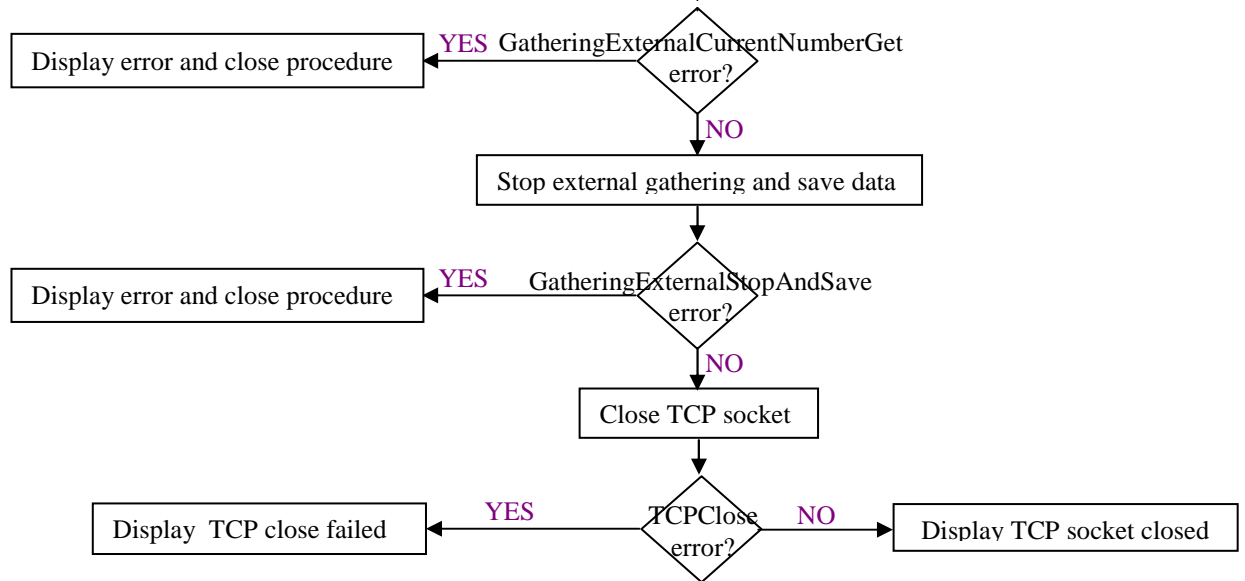 YES GatheringExternalCurrentNumberGet
Display error and close procedure
error?
NO
Stop external gathering and save data
YES GatheringExternalStopAndSave
Display error and close procedure
error?
NO
Close TCP socket
YES TCPClose NO
Display TCP close failed
error?
Display TCP socket closed